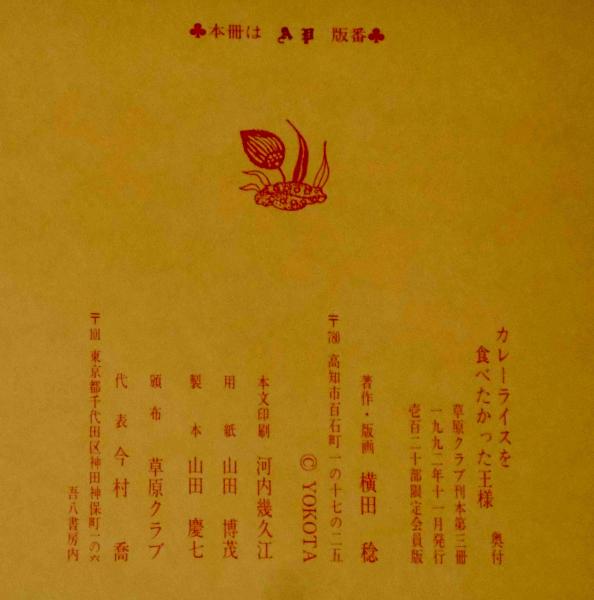 ♣本冊は 版番♣
カレーライスを
食べたかった王様 奥付
草原クラブ刊本第三冊
一九九二年十一月発行
壱百二十部限定会員版
著作・版画 横田 稔
〒780 高知市百石町一の十七の二五
© YOKOTA
本文印刷 河内幾久江
用紙 山田 博茂
製本 山田 慶七
頒布 草原クラブ
代表 今村 喬
〒101 東京都千代田区神田神保町一の六
吾八書房内